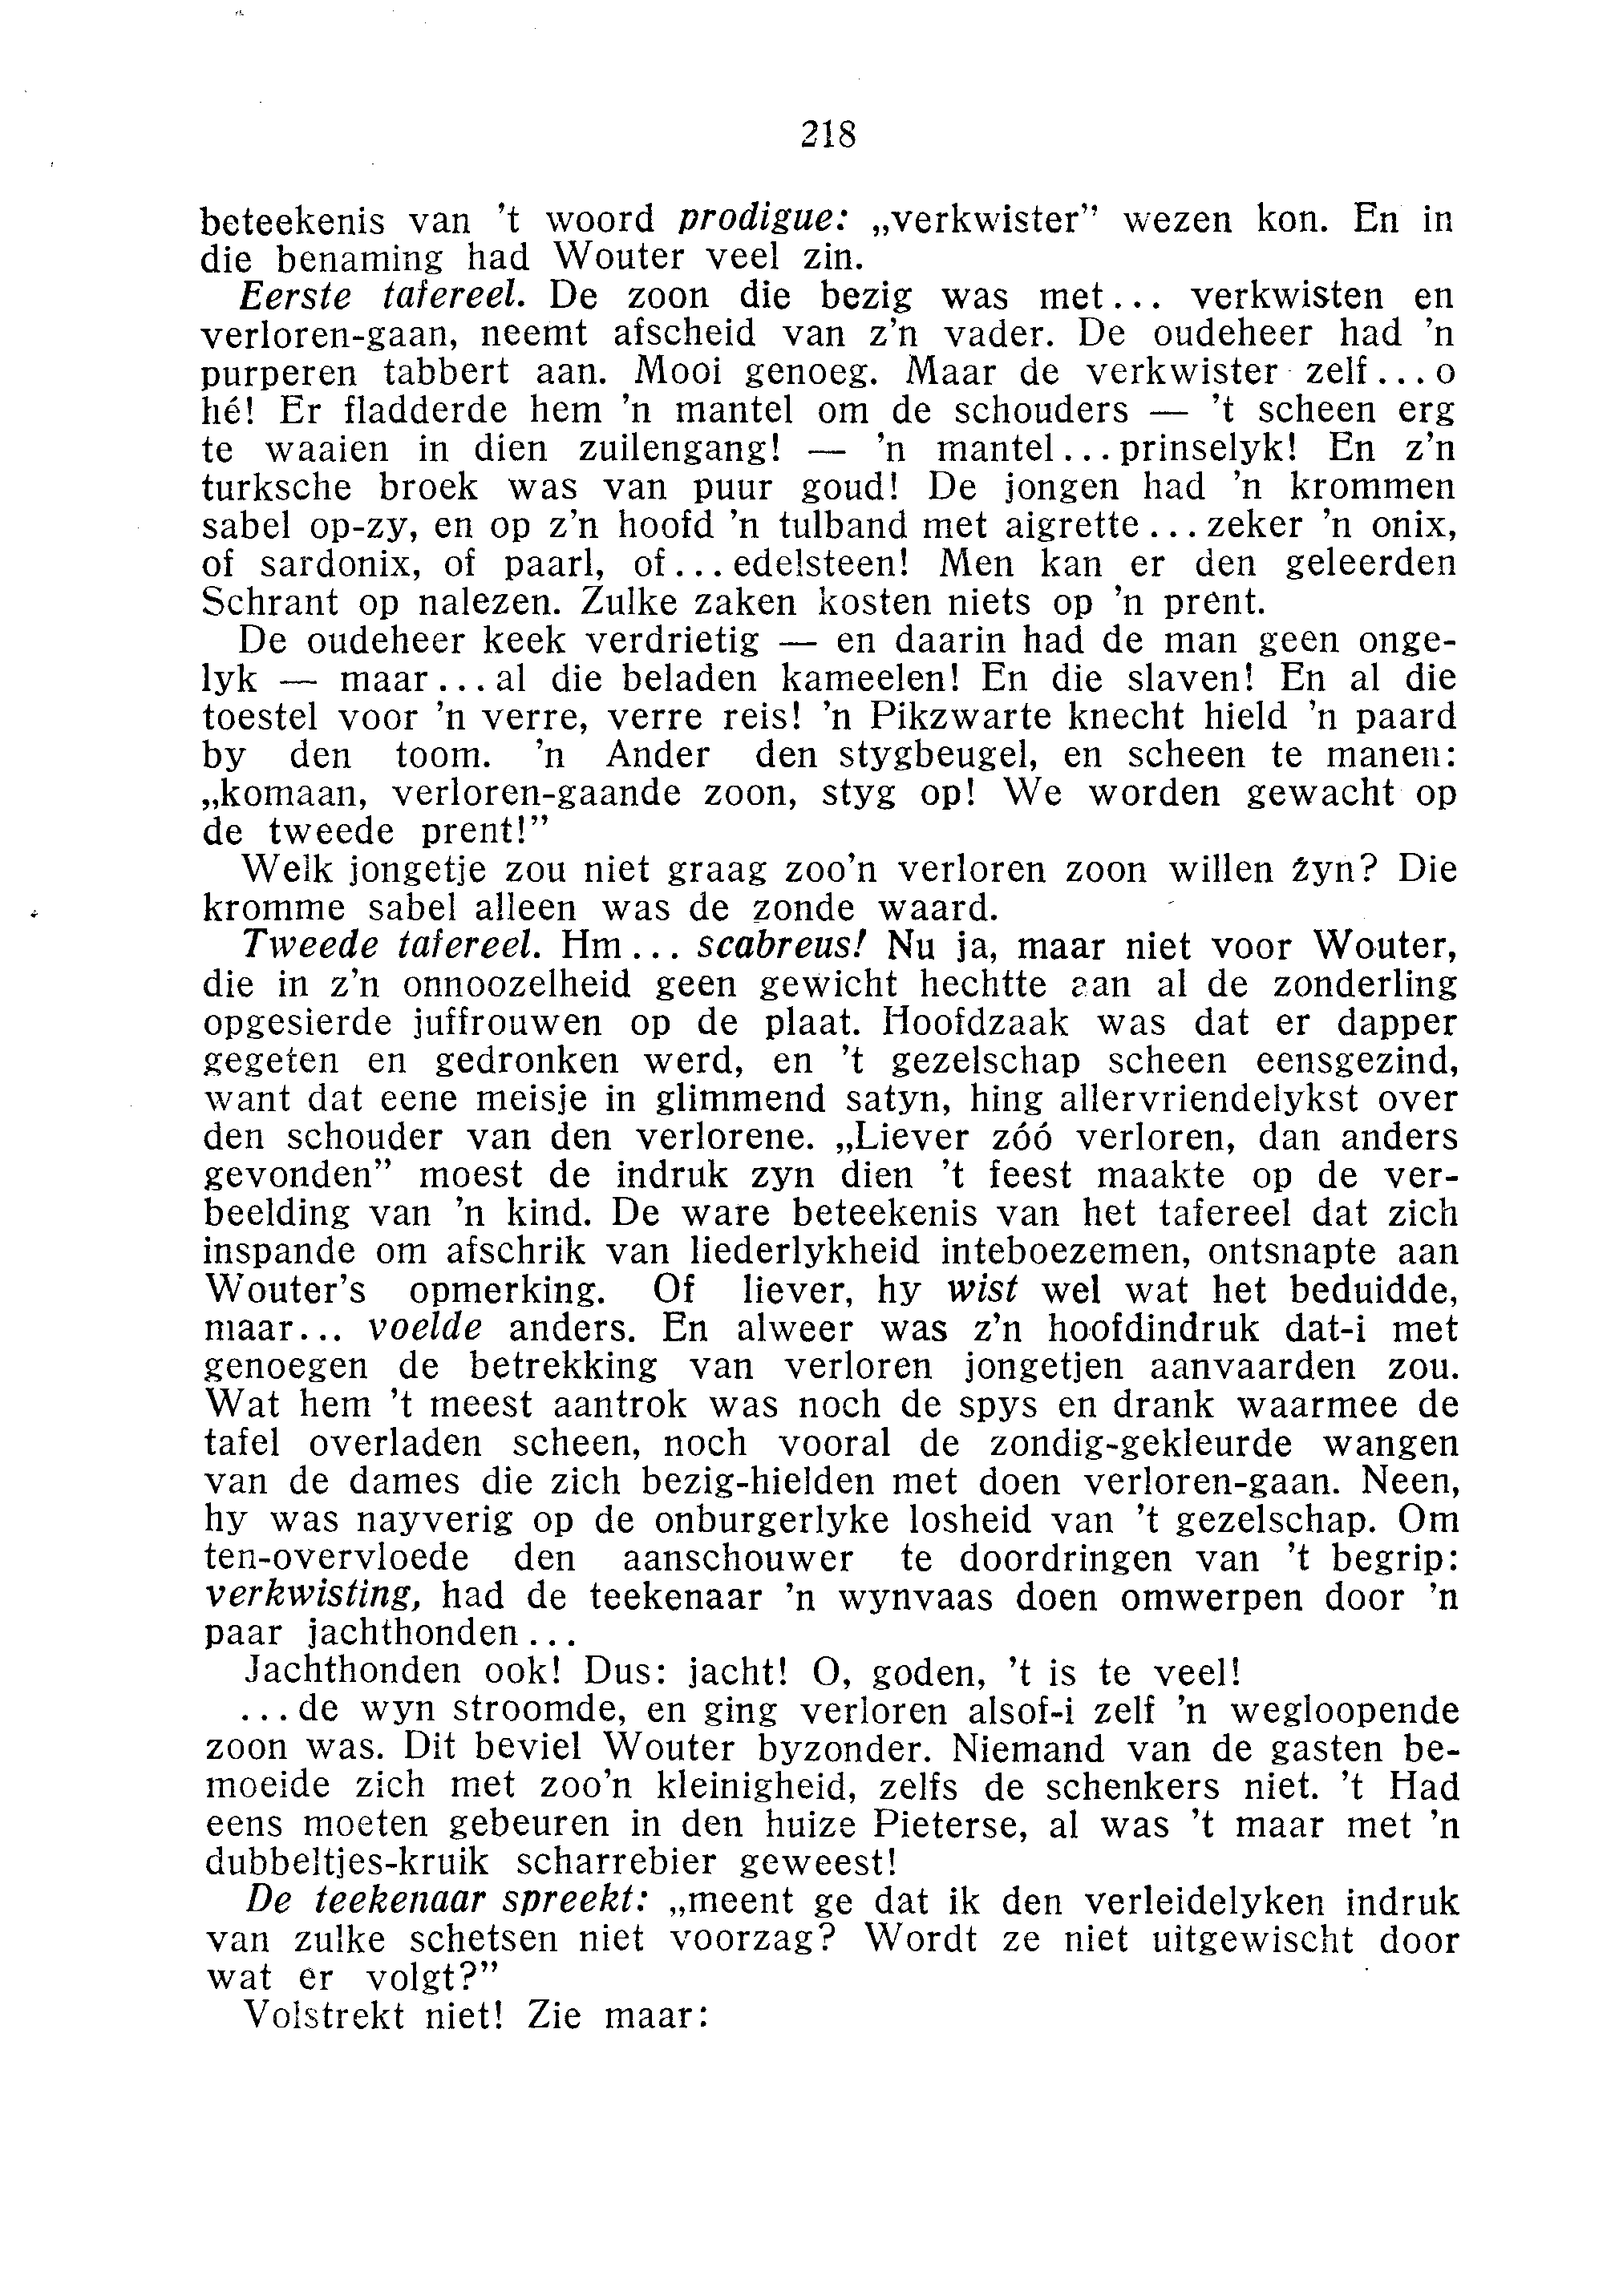 218
beteekenis van 't woord prodigue: „verkwister” wezen kon. En in
die benaming had Wouter veel zin.
Eerste tafereel. De zoon die bezig was met... verkwisten en
verloren-gaan, neemt afscheid van z'n vader. De oudeheer had 'n
purperen tabbert aan. Mooi genoeg. Maar de verkwister zelf...o
hé! Er fladderde hem 'n mantel om de schouders — 't scheen erg
te waaien in dien zuilengang! — 'n mantel...prinselyk! En z'n
turksche broek was van puur goud! De jongen had 'n krommen
sabel op-zy, en op z'n hoofd 'n tulband met aigrette...zeker 'n onix,
of sardonix, of paarl, of...edelsteen! Men kan er den geleerden
Schrant op nalezen. Zulke zaken kosten niets op 'n prent.
De oudeheer keek verdrietig — en daarin had de man geen onge-
lyk — maar...al die beladen kameelen! En die slaven! En al die
toestel voor 'n verre, verre reis! 'n Pikzwarte knecht hield 'n paard
by den toom. 'n Ander den stygbeugel, en scheen te manen:
„komaan, verloren-gaande zoon, styg op! We worden gewacht op
de tweede prent!”
Welk jongetje zou niet graag zoo'n verloren zoon willen zyn? Die
kromme sabel alleen was de zonde waard.
Tweede tafereel. Hm... scabreus! Nu ja, maar niet voor Wouter,
die in z'n onnoozelheid geen gewicht hechtte aan al de zonderling
opgesierde juffrouwen op de plaat. Hoofdzaak was dat er dapper
gegeten en gedronken werd, en 't gezelschap scheen eensgezind,
want dat eene meisje in glimmend satyn, hing allervriendelykst over
den schouder van den verlorene. „Liever zóó verloren, dan anders
gevonden” moest de indruk zyn dien 't feest maakte op de ver-
beelding van 'n kind. De ware beteekenis van het tafereel dat zich
inspande om afschrik van liederlykheid inteboezemen, ontsnapte aan
Wouter's opmerking. Of liever, hy wist wel wat het beduidde,
maar... voelde anders. En alweer was z'n hoofdindruk dat-i met
genoegen de betrekking van verloren jongetjen aanvaarden zou.
Wat hem 't meest aantrok was noch de spys en drank waarmee de
tafel overladen scheen, noch vooral de zondig-gekleurde wangen
van de dames die zich bezig-hielden met doen verloren-gaan. Neen,
hy was nayverig op de onburgerlyke losheid van 't gezelschap. Om
ten-overvloede den aanschouwer te doordringen van 't begrip:
verkwisting, had de teekenaar 'n wynvaas doen omwerpen door 'n
paar jachthonden...
Jachthonden ook! Dus: jacht! O, goden, 't is te veel!
...de wyn stroomde, en ging verloren alsof-i zelf 'n wegloopende
zoon was. Dit beviel Wouter byzonder. Niemand van de gasten be-
moeide zich met zoo'n kleinigheid, zelfs de schenkers niet. 't Had
eens moeten gebeuren in den huize Pieterse, al was 't maar met 'n
dubbeltjes-kruik scharrebier geweest!
De teekenaar spreekt: „meent ge dat ik den verleidelyken indruk
van zulke schetsen niet voorzag? Wordt ze niet uitgewischt door
wat er volgt?”
Volstrekt niet! Zie maar: